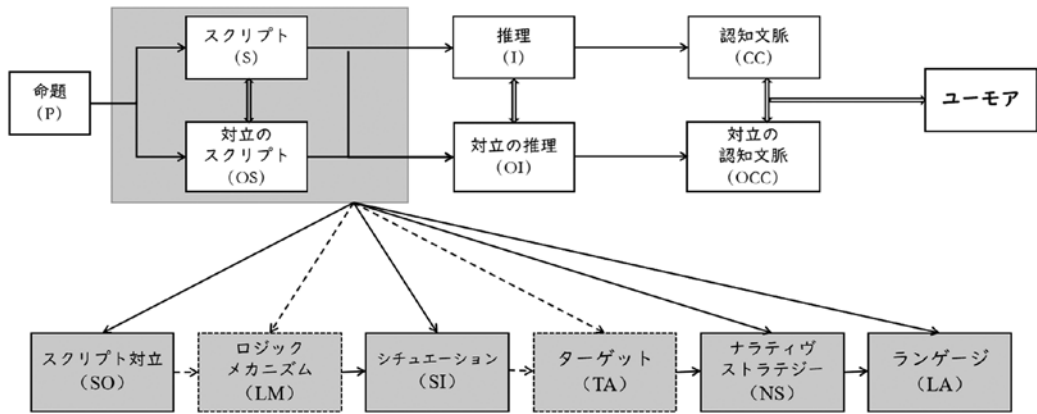 スクリプト
(S)
推理
(I)
認知文脈
(CC)
命題
(P)
ユーモア
対立の
スクリプト
(OS)
対立の推理
(OI)
対立の
認知文脈
(OCC)
スクリプト対立
(SO)
ロジック
メカニズム
(LM)
シチュエーション
(SI)
ターゲット
(TA)
ナラティヴ
ストラテジー
(NS)
ランゲージ
(LA)